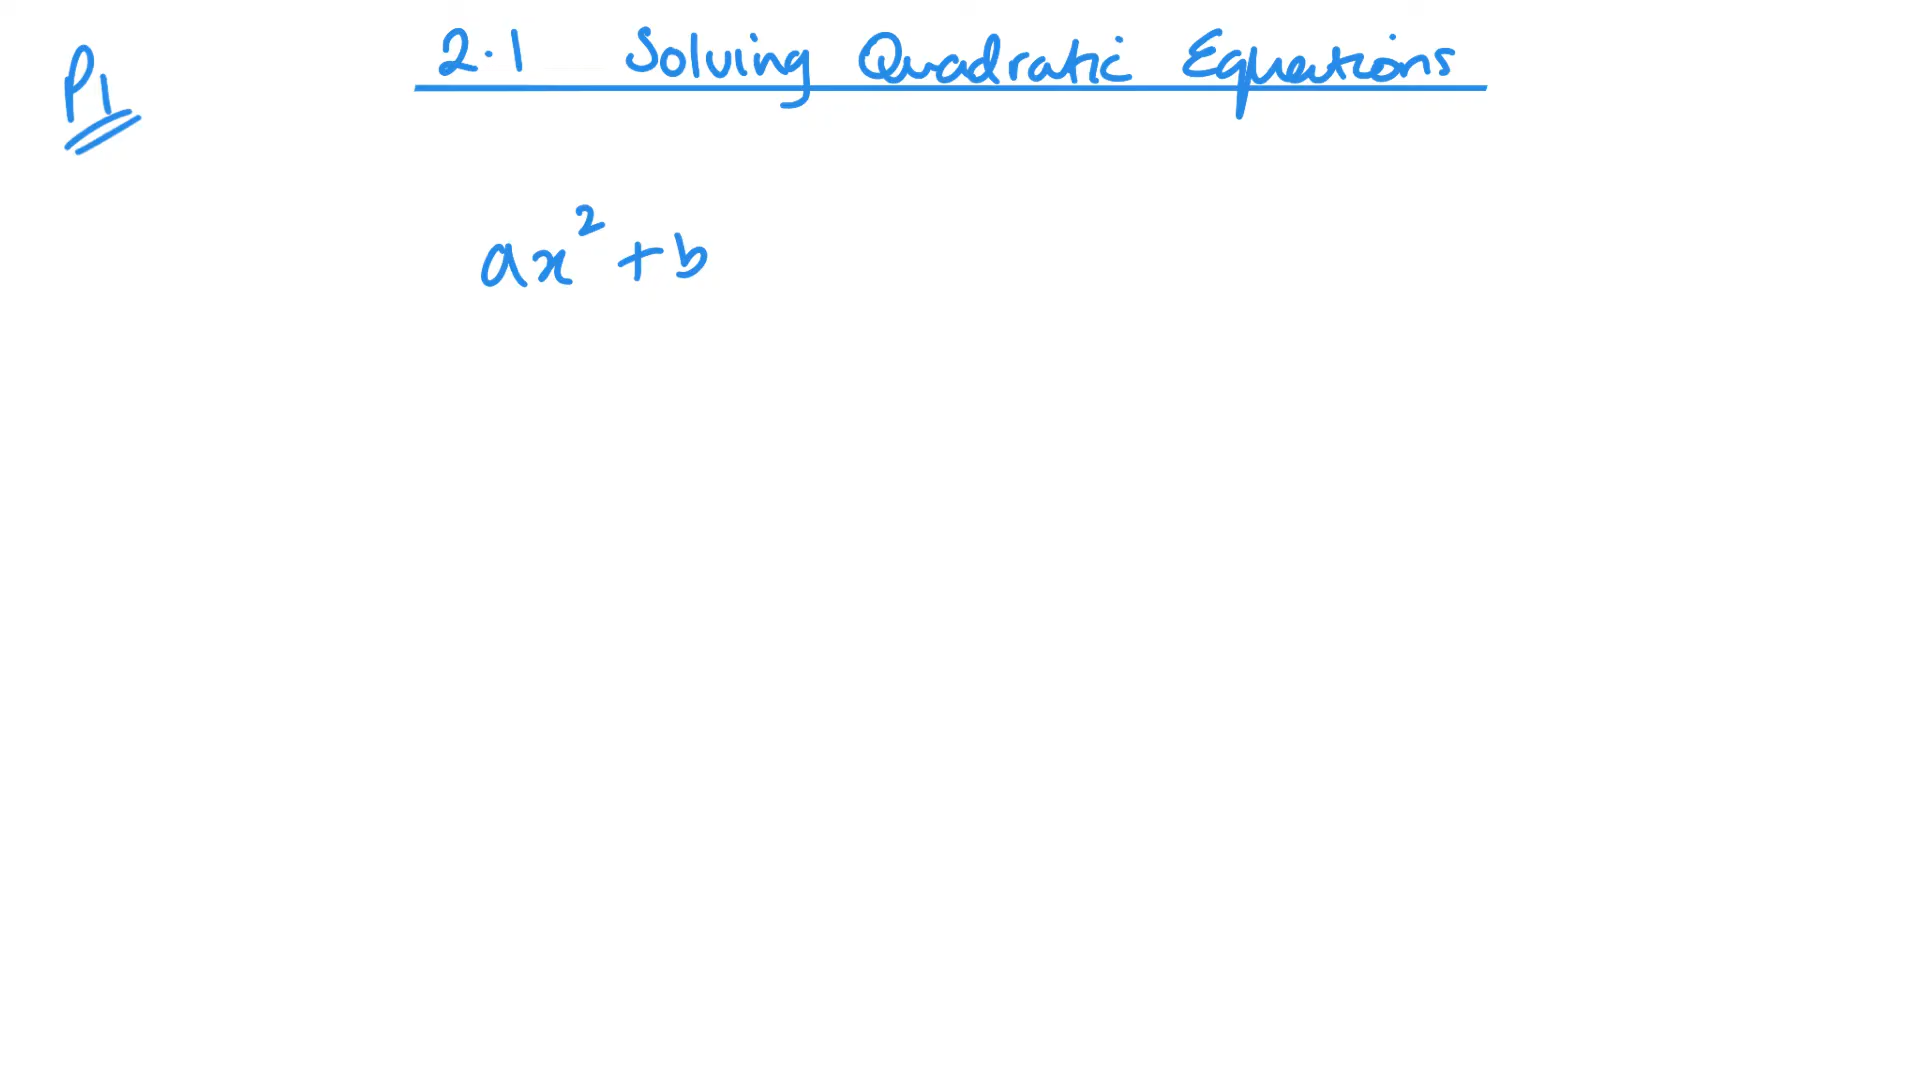 P1
2.1 Solving Quadratic Equations
ax² + b